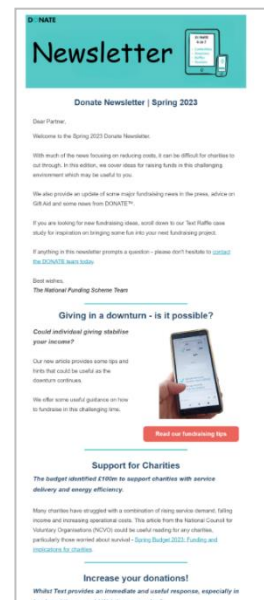 D NATE
Newsletter
DONATE
Donate Newsletter | Spring 2023
Dear Partner,
Welcome to the Spring 2023 Donate Newsletter.
With much of the news focusing on reducing costs, it can be difficult for charities to
cut through. In this edition, we cover ideas for raising funds in this challenging
environment which may be useful to you.
We also provide an update of some major fundraising news in the press, advice on
Gift Aid and some news from DONATE™.
If you are looking for new fundraising ideas, scroll down to our Text Raffle case
study for inspiration on bringing some fun into your next fundraising project.
If anything in this newsletter prompts a question - please don't hesitate to contact
the DONATE team today.
Best wishes,
The National Funding Scheme Team
Giving in a downturn - is it possible?
Could individual giving stabilise
your income?
Our new article provides some tips and
hints that could be useful as the
downturn continues.
We offer some useful guidance on how
to fundraise in this challenging time.
Read our fundraising tips
Support for Charities
The budget identified £100m to support charities with service
delivery and energy efficiency.
Many charities have struggled with a combination of rising service demand, falling
income and increasing operational costs. This article from the National Council for
Voluntary Organisations (NCVO) could be useful reading for any charities,
particularly those worried about survival - Spring Budget 2023: Funding and
implications for charities.
Increase your donations!
Whilst Text provides an immediate and useful response, especially in